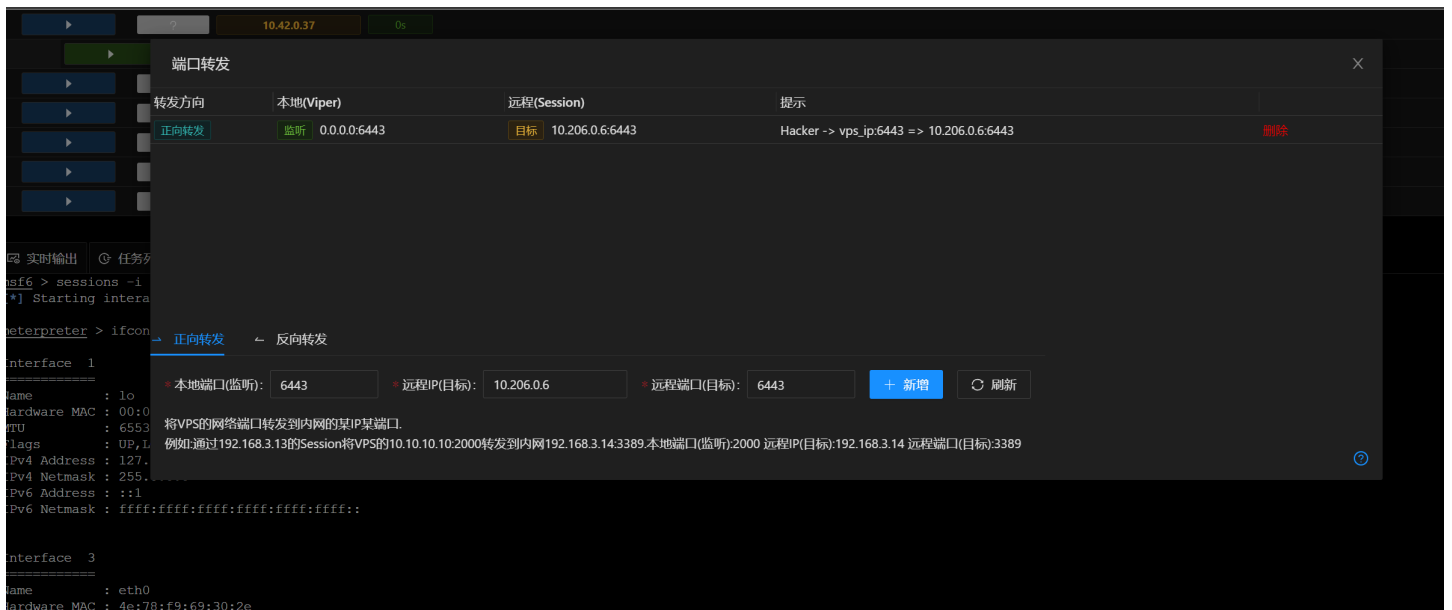 10.42.0.37 0s
端口转发
转发方向 本地(Viper) 远程(Session) 提示
正向转发 监听 0.0.0.0:6443 目标 10.206.0.6:6443 Hacker -> vps_ip:6443 => 10.206.0.6:6443 删除
实时输出 任务列
msf6 > sessions -i
[*] Starting intera
meterpreter > ifcon
正向转发 反向转发
Interface 1
============
* 本地端口(监听): 6443 * 远程IP(目标): 10.206.0.6 * 远程端口(目标): 6443 + 新增 刷新
Name : lo
Hardware MAC : 00:0
MTU : 6553
将VPS的网络端口转发到内网的某IP某端口.
Flags : UP,L
例如:通过192.168.3.13的Session将VPS的10.10.10.10:2000转发到内网192.168.3.14:3389.本地端口(监听):2000 远程IP(目标):192.168.3.14 远程端口(目标):3389
IPv4 Address : 127.
IPv4 Netmask : 255.
IPv6 Address : ::1
IPv6 Netmask : ffff:ffff:ffff:ffff:ffff:ffff::
Interface 3
============
Name : eth0
Hardware MAC : 4e:78:f9:69:30:2e